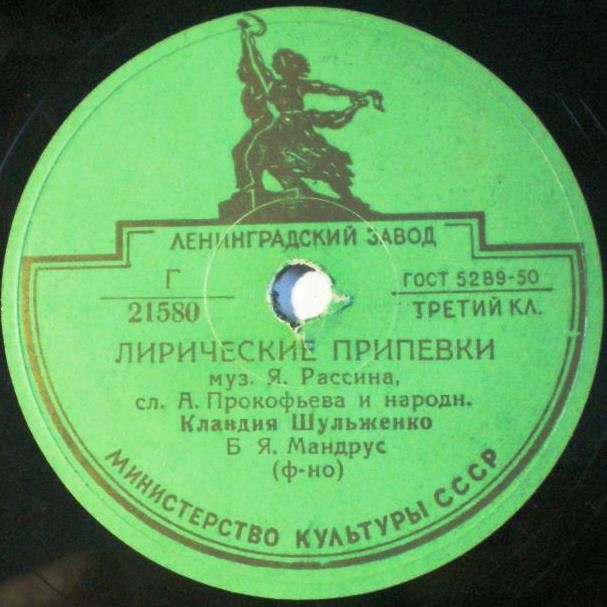 ЛЕНИНГРАДСКИЙ ЗАВОД
Г
21580
ГОСТ 5289-50
ТРЕТИЙ КЛ.
ЛИРИЧЕСКИЕ ПРИПЕВКИ
муз. Я. Рассина,
сл. А. Прокофьева и народн.
Клавдия Шульженко
Б Я. Мандрус
(ф-но)
МИНИСТЕРСТВО КУЛЬТУРЫ СССР